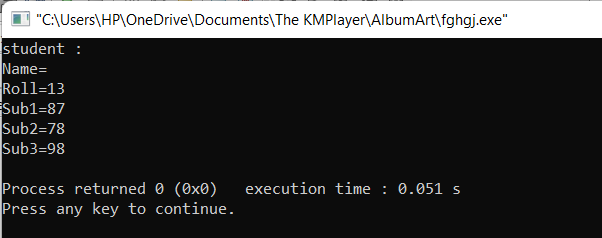 "C:\Users\HP\OneDrive\Documents\The KMPlayer\AlbumArt\fghgj.exe"
student :
Name=
Roll=13
Sub1=87
Sub2=78
Sub3=98
Process returned 0 (0x0)   execution time : 0.051 s
Press any key to continue.